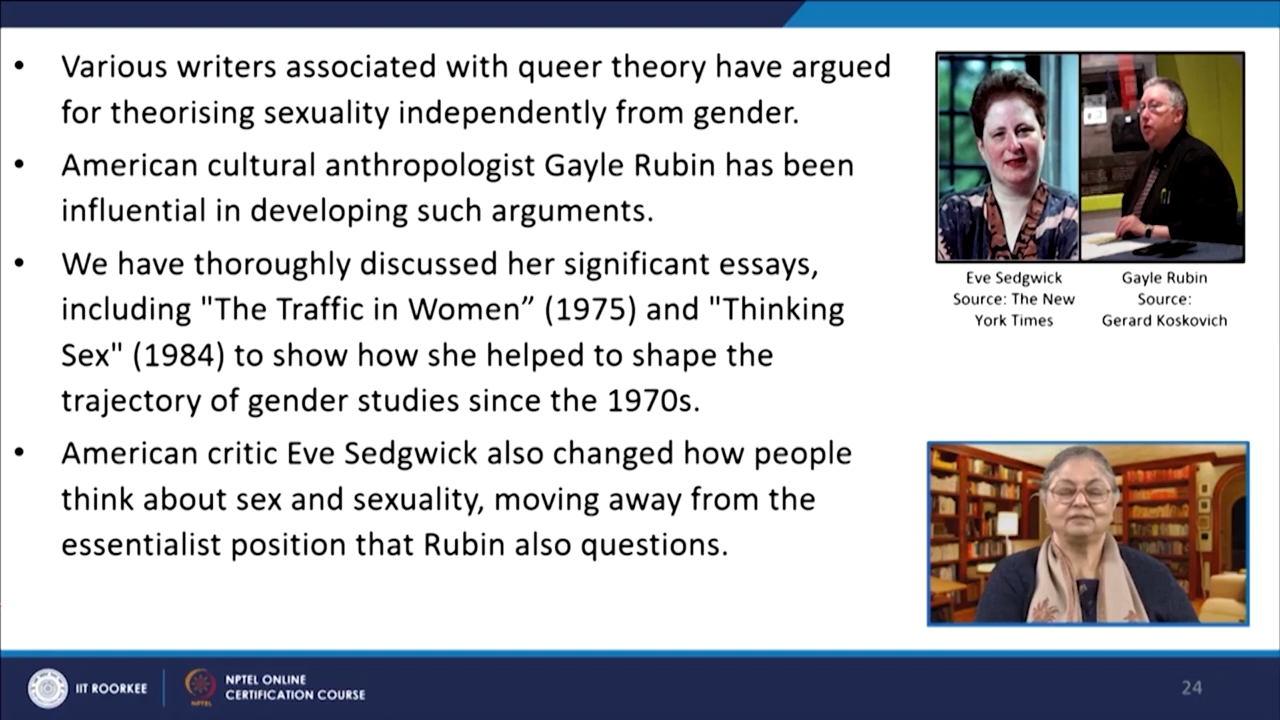 • Various writers associated with queer theory have argued
for theorising sexuality independently from gender.
• American cultural anthropologist Gayle Rubin has been
influential in developing such arguments.
• We have thoroughly discussed her significant essays,
including "The Traffic in Women” (1975) and "Thinking
Sex" (1984) to show how she helped to shape the
trajectory of gender studies since the 1970s.
• American critic Eve Sedgwick also changed how people
think about sex and sexuality, moving away from the
essentialist position that Rubin also questions.
Eve Sedgwick
Source: The New
York Times
Gayle Rubin
Source:
Gerard Koskovich
IIT ROORKEE
NPTEL
NPTEL ONLINE
CERTIFICATION COURSE
24